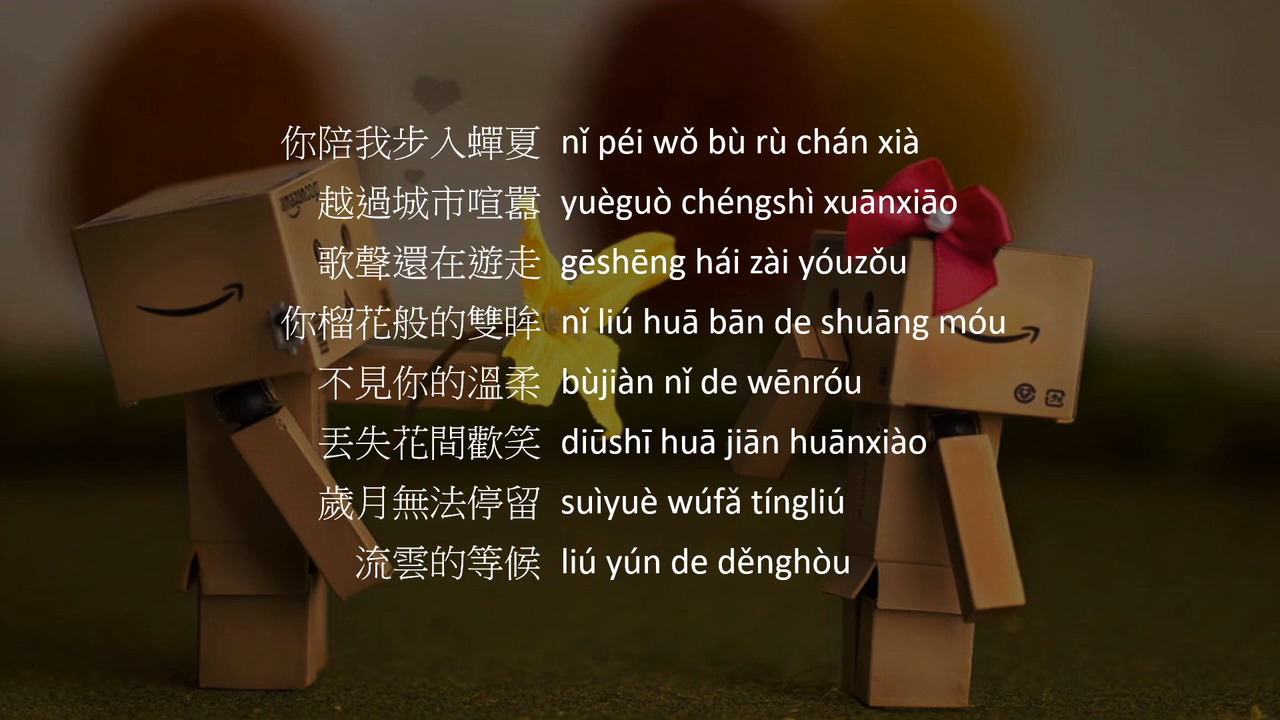 你陪我步入蟬夏 nǐ péi wǒ bù rù chán xià
越過城市喧囂 yuèguò chéngshì xuānxiāo
歌聲還在遊走 gēshēng hái zài yóuzǒu
你榴花般的雙眸 nǐ liú huā bān de shuāng móu
不見你的溫柔 bùjiàn nǐ de wēnróu
丟失花間歡笑 diūshī huā jiān huānxiào
歲月無法停留 suìyuè wúfǎ tíngliú
流雲的等候 liú yún de děnghòu